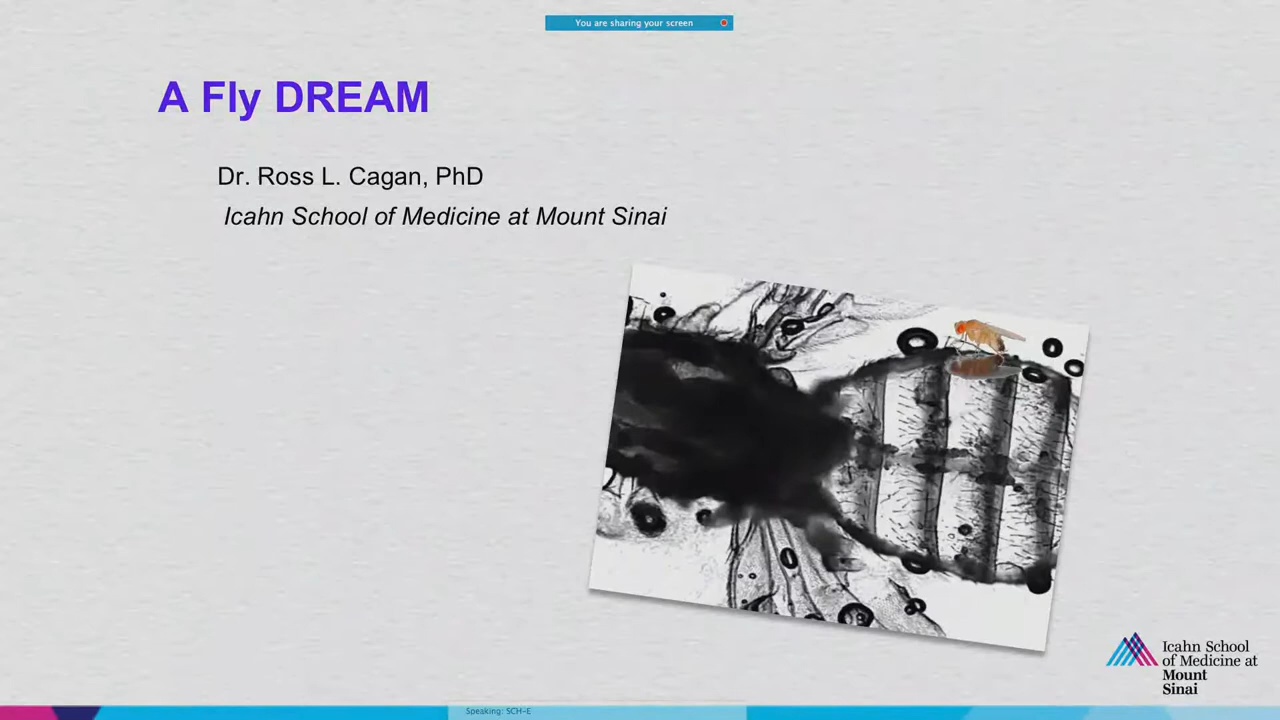 You are sharing your screen
A Fly DREAM
Dr. Ross L. Cagan, PhD
Icahn School of Medicine at Mount Sinai
Icahn School
of Medicine at
Mount
Sinai
Speaking: SCH-E